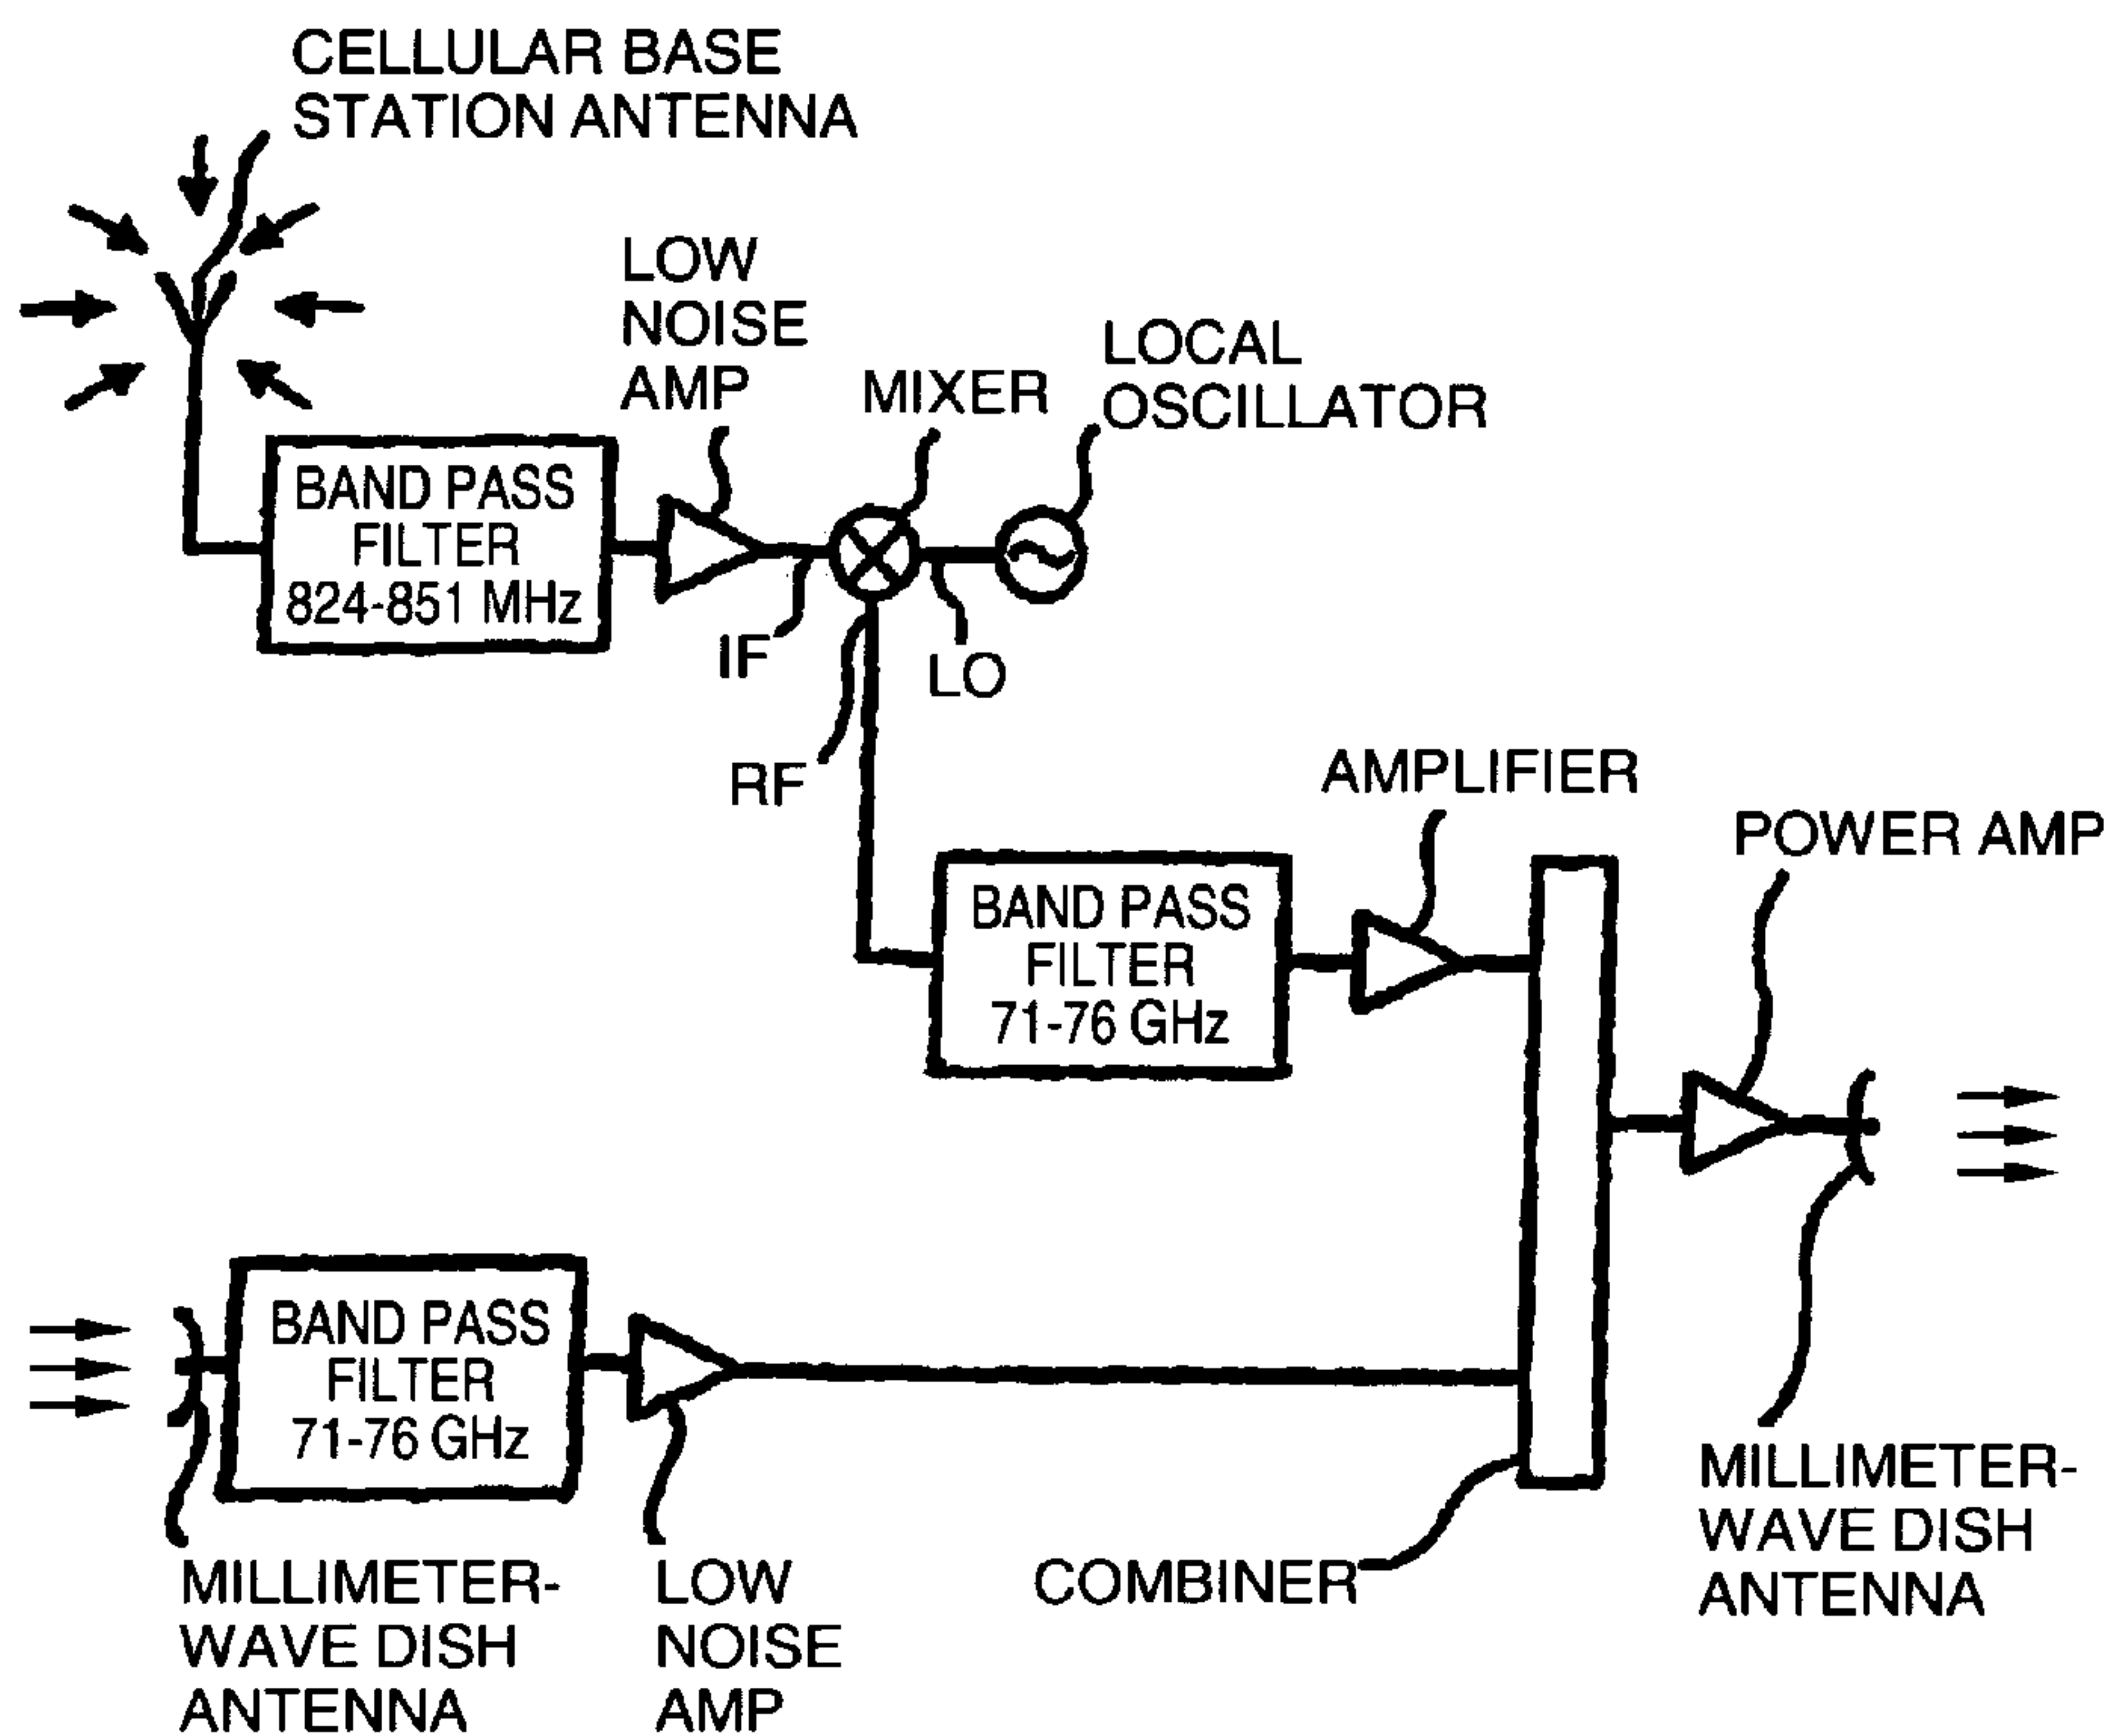 CELLULAR BASE
STATION ANTENNA
LOW
NOISE
AMP
MIXER
LOCAL
OSCILLATOR
BAND PASS
FILTER
824-851 MHz
IF
LO
RF
AMPLIFIER
POWER AMP
BAND PASS
FILTER
71-76 GHz
BAND PASS
FILTER
71-76 GHz
MILLIMETER-
WAVE DISH
ANTENNA
LOW
NOISE
AMP
COMBINER
MILLIMETER-
WAVE DISH
ANTENNA